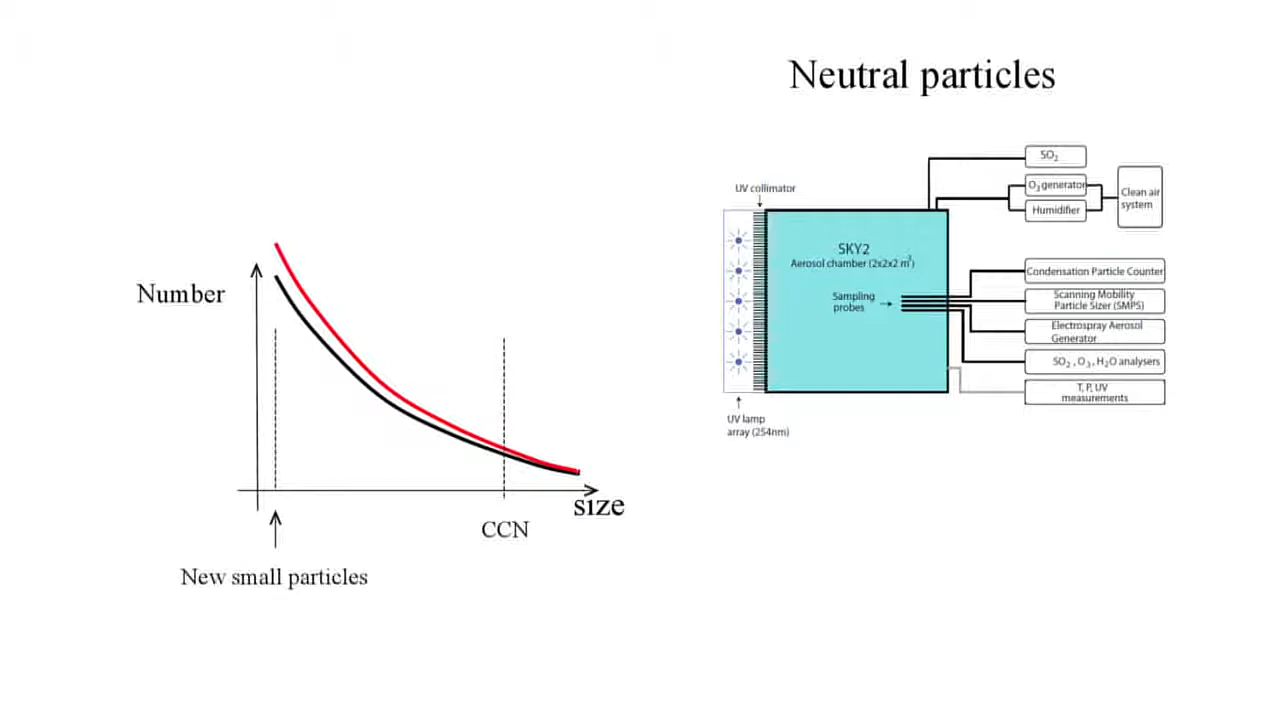 Neutral particles
Number
size
CCN
New small particles
UV collimator
SKY2
Aerosol chamber (2x2x2 m³)
Sampling
probes
UV lamp
array (254nm)
SO₂
O₃ generator
Humidifier
Clean air
system
Condensation Particle Counter
Scanning Mobility
Particle Sizer (SMPS)
Electrospray Aerosol
Generator
SO₂ , O₃, H₂O analysers
T, P, UV
measurements